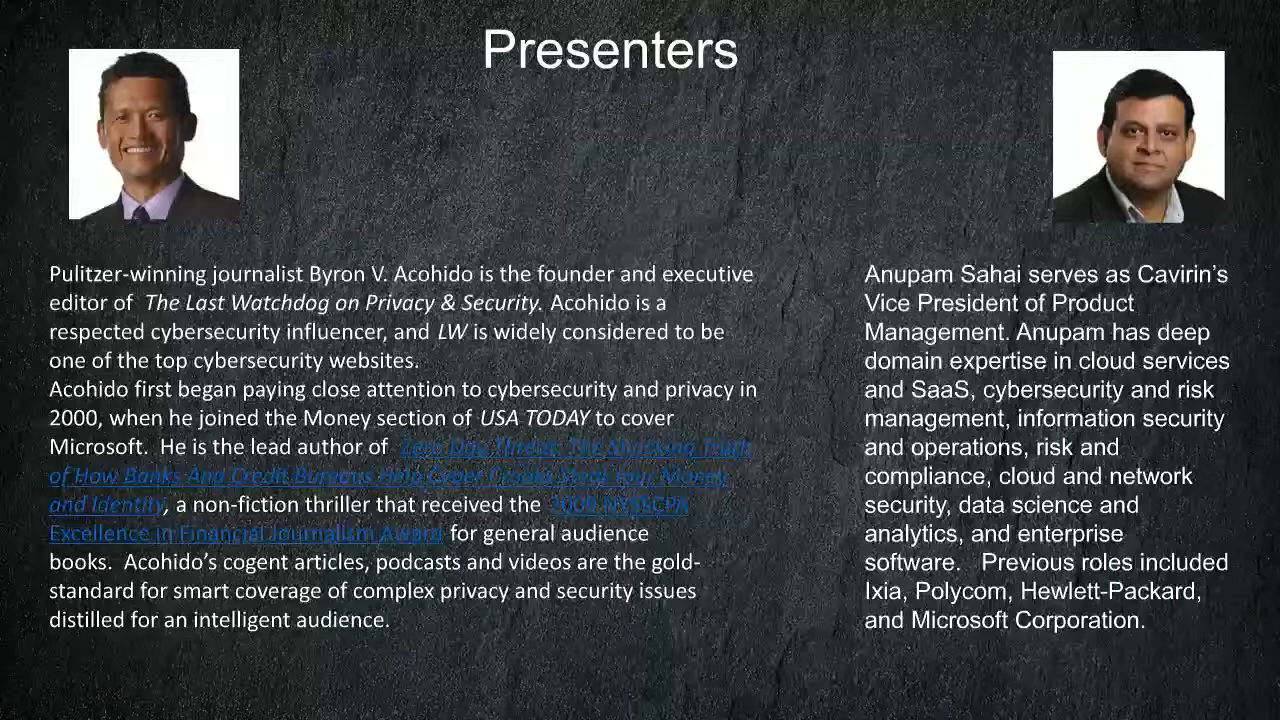 Presenters
Pulitzer-winning journalist Byron V. Acohido is the founder and executive
editor of The Last Watchdog on Privacy & Security. Acohido is a
respected cybersecurity influencer, and LW is widely considered to be
one of the top cybersecurity websites.
Acohido first began paying close attention to cybersecurity and privacy in
2000, when he joined the Money section of USA TODAY to cover
Microsoft. He is the lead author of Zero Day Threat: The Shocking Truth
of How Banks And Credit Bureaus Help Cyber Crooks Steal Your Money
and Identity, a non-fiction thriller that received the 2009 NYSSCPA
Excellence in Financial Journalism Award for general audience
books. Acohido’s cogent articles, podcasts and videos are the gold-
standard for smart coverage of complex privacy and security issues
distilled for an intelligent audience.
Anupam Sahai serves as Cavirin’s
Vice President of Product
Management. Anupam has deep
domain expertise in cloud services
and SaaS, cybersecurity and risk
management, information security
and operations, risk and
compliance, cloud and network
security, data science and
analytics, and enterprise
software. Previous roles included
Ixia, Polycom, Hewlett-Packard,
and Microsoft Corporation.